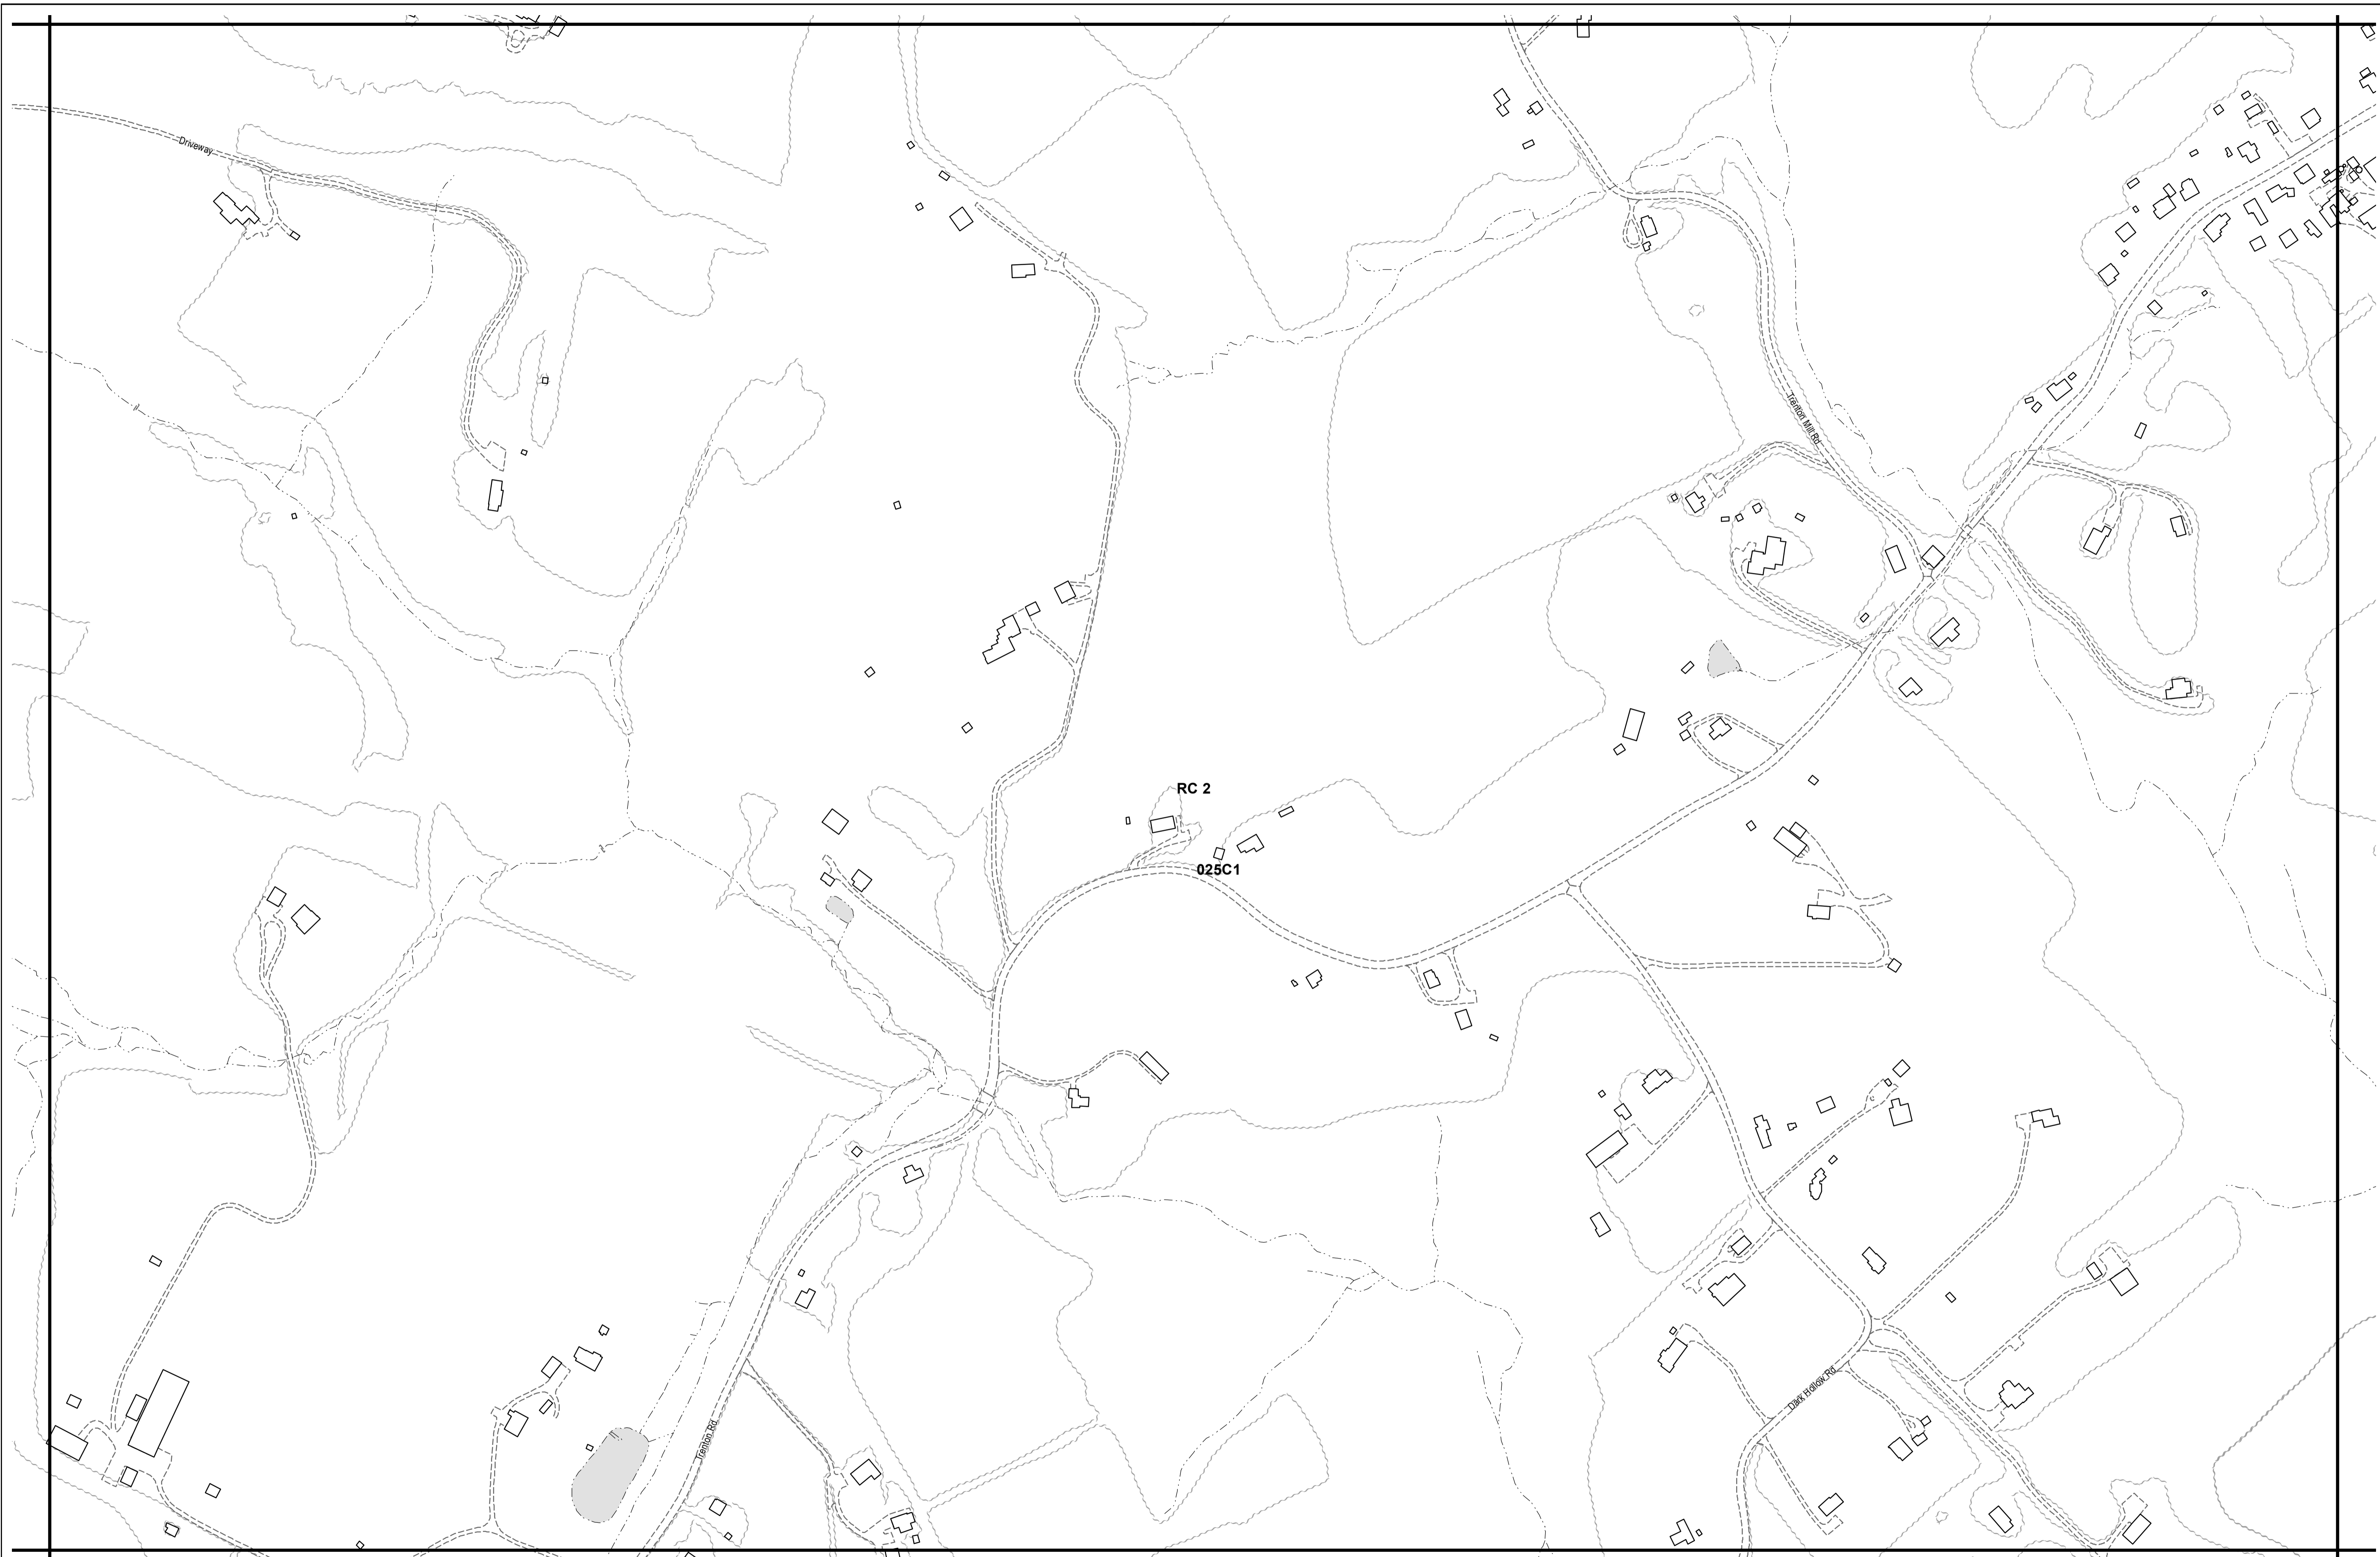 Driveway
Trenton Mill Rd
RC 2
025C1
Dark Hollow Rd
Trenton Rd